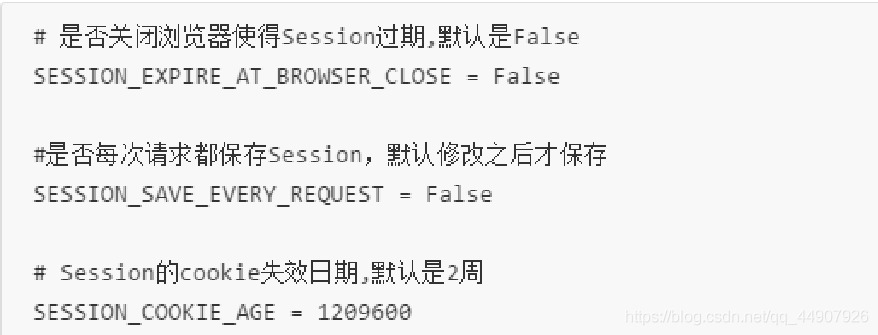 # 是否关闭浏览器使得Session过期,默认是False
SESSION_EXPIRE_AT_BROWSER_CLOSE = False
#是否每次请求都保存Session，默认修改之后才保存
SESSION_SAVE_EVERY_REQUEST = False
# Session的cookie失效日期,默认是2周
SESSION_COOKIE_AGE = 1209600
https://blog.csdn.net/qq_44907926